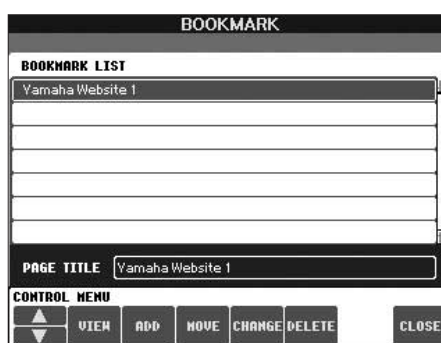 BOOKMARK
BOOKMARK LIST
Yamaha Website 1
PAGE TITLE Yamaha Website 1
CONTROL MENU
VIEW ADD MOVE CHANGE DELETE CLOSE